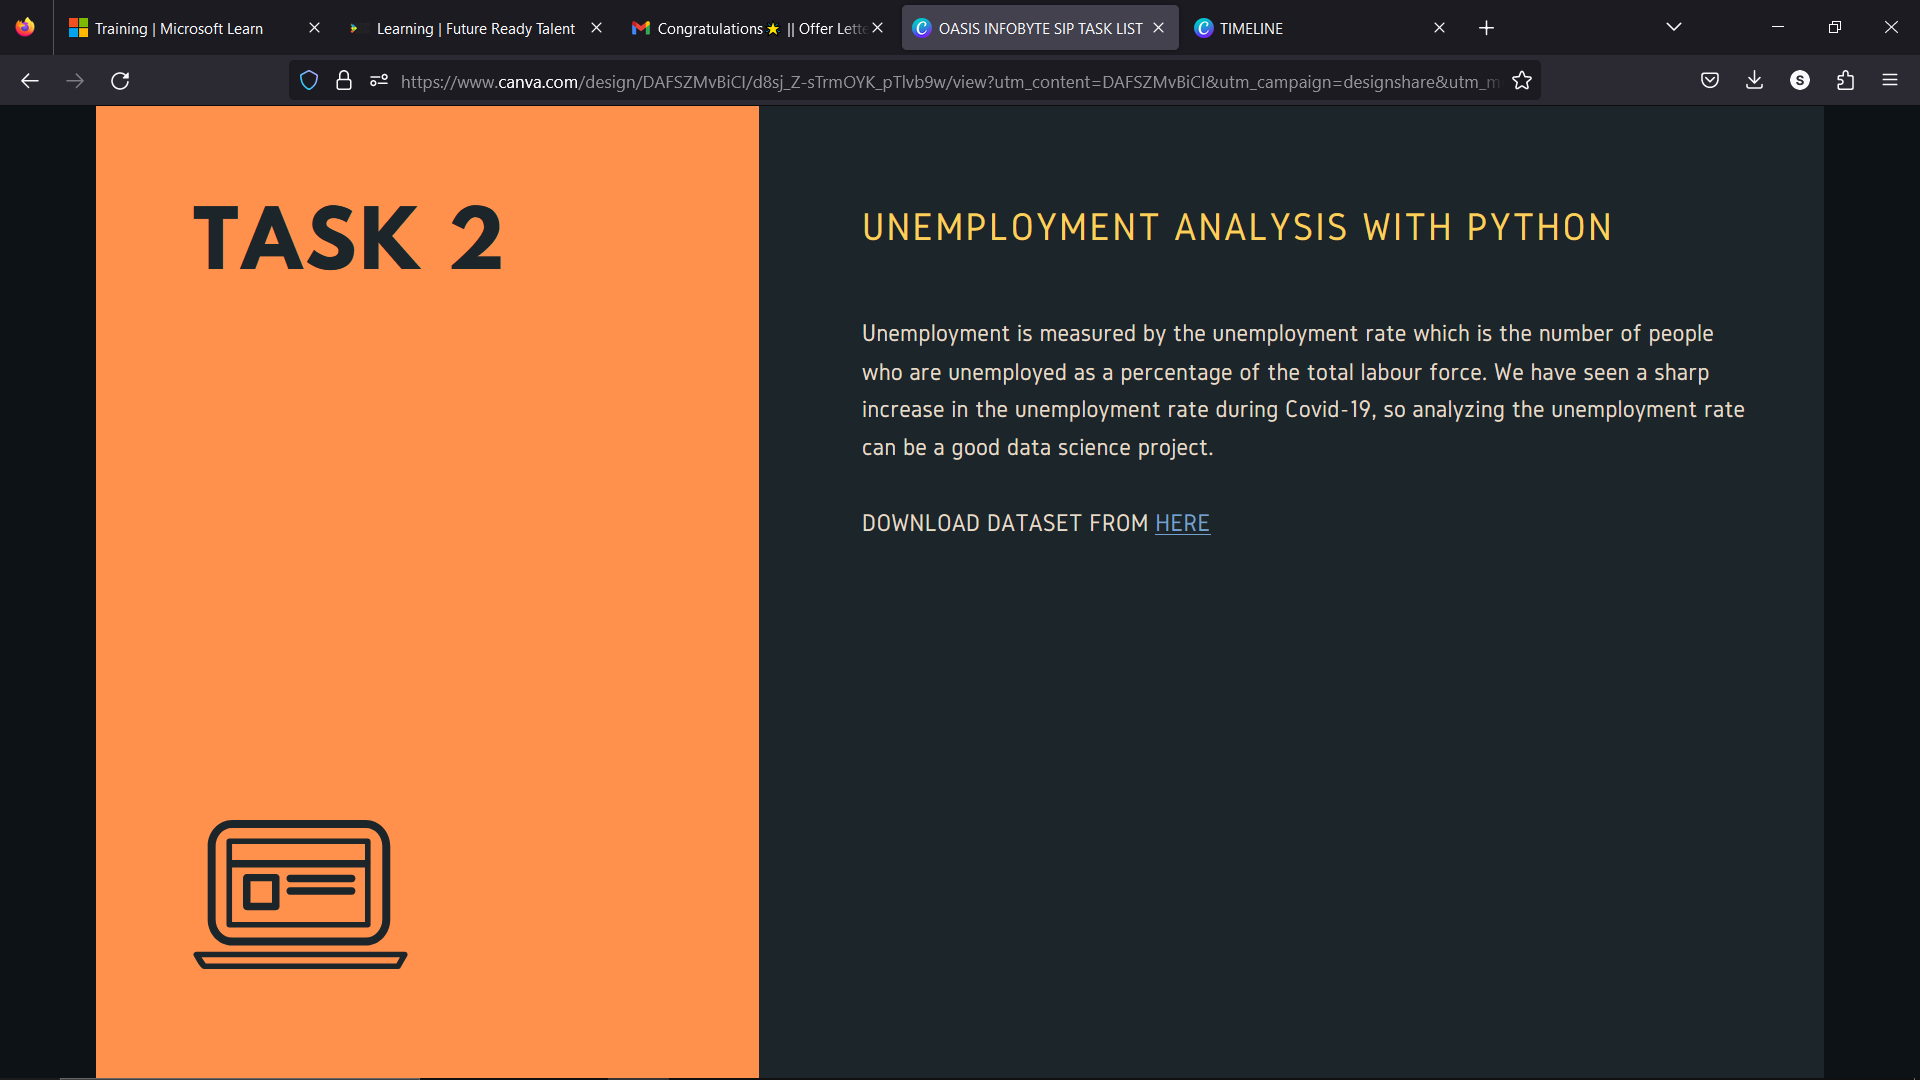 Training | Microsoft Learn
Learning | Future Ready Talent
Congratulations ⭐ || Offer Lette
OASIS INFOBYTE SIP TASK LIST
TIMELINE
https://www.canva.com/design/DAFSZMvBiCI/d8sj_Z-sTrmOYK_pTlvb9w/view?utm_content=DAFSZMvBiCI&utm_campaign=designshare&utm_m
S
TASK 2
UNEMPLOYMENT ANALYSIS WITH PYTHON
Unemployment is measured by the unemployment rate which is the number of people
who are unemployed as a percentage of the total labour force. We have seen a sharp
increase in the unemployment rate during Covid-19, so analyzing the unemployment rate
can be a good data science project.
DOWNLOAD DATASET FROM HERE